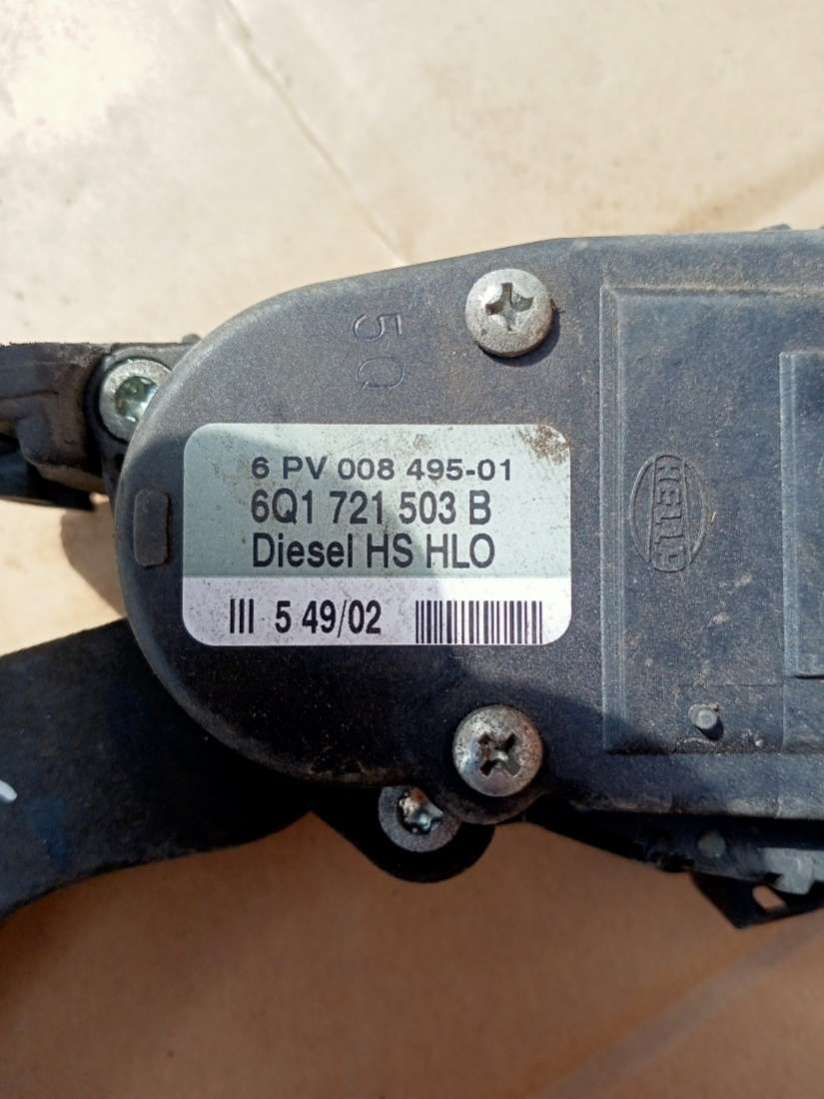 50
6 PV 008 495-01
6Q1 721 503 B
Diesel HS HLO
III 5 49/02
HELLA